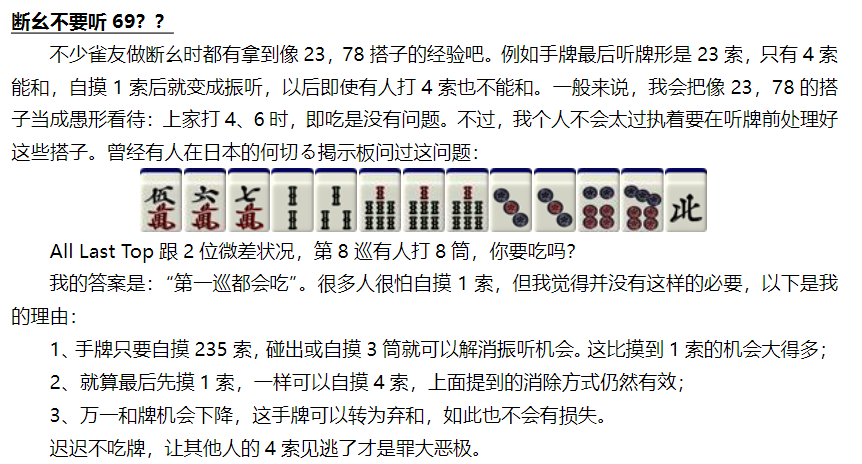 断幺不要听 69？？
不少雀友做断幺时都有拿到像 23，78 搭子的经验吧。例如手牌最后听牌形是 23 索，只有 4 索
能和，自摸 1 索后就变成振听，以后即使有人打 4 索也不能和。一般来说，我会把像 23，78 的搭
子当成愚形看待：上家打 4、6 时，即吃是没有问题。不过，我个人不会太过执着要在听牌前处理好
这些搭子。曾经有人在日本的何切る掲示板问过这问题：
伍萬 六萬 七萬 北
All Last Top 跟 2 位微差状况，第 8 巡有人打 8 筒，你要吃吗？
我的答案是：“第一巡都会吃”。很多人很怕自摸 1 索，但我觉得并没有这样的必要，以下是我
的理由：
1、手牌只要自摸 235 索，碰出或自摸 3 筒就可以解消振听机会。这比摸到 1 索的机会大得多；
2、就算最后先摸 1 索，一样可以自摸 4 索，上面提到的消除方式仍然有效；
3、万一和牌机会下降，这手牌可以转为弃和，如此也不会有损失。
迟迟不吃牌，让其他人的 4 索见逃了才是罪大恶极。